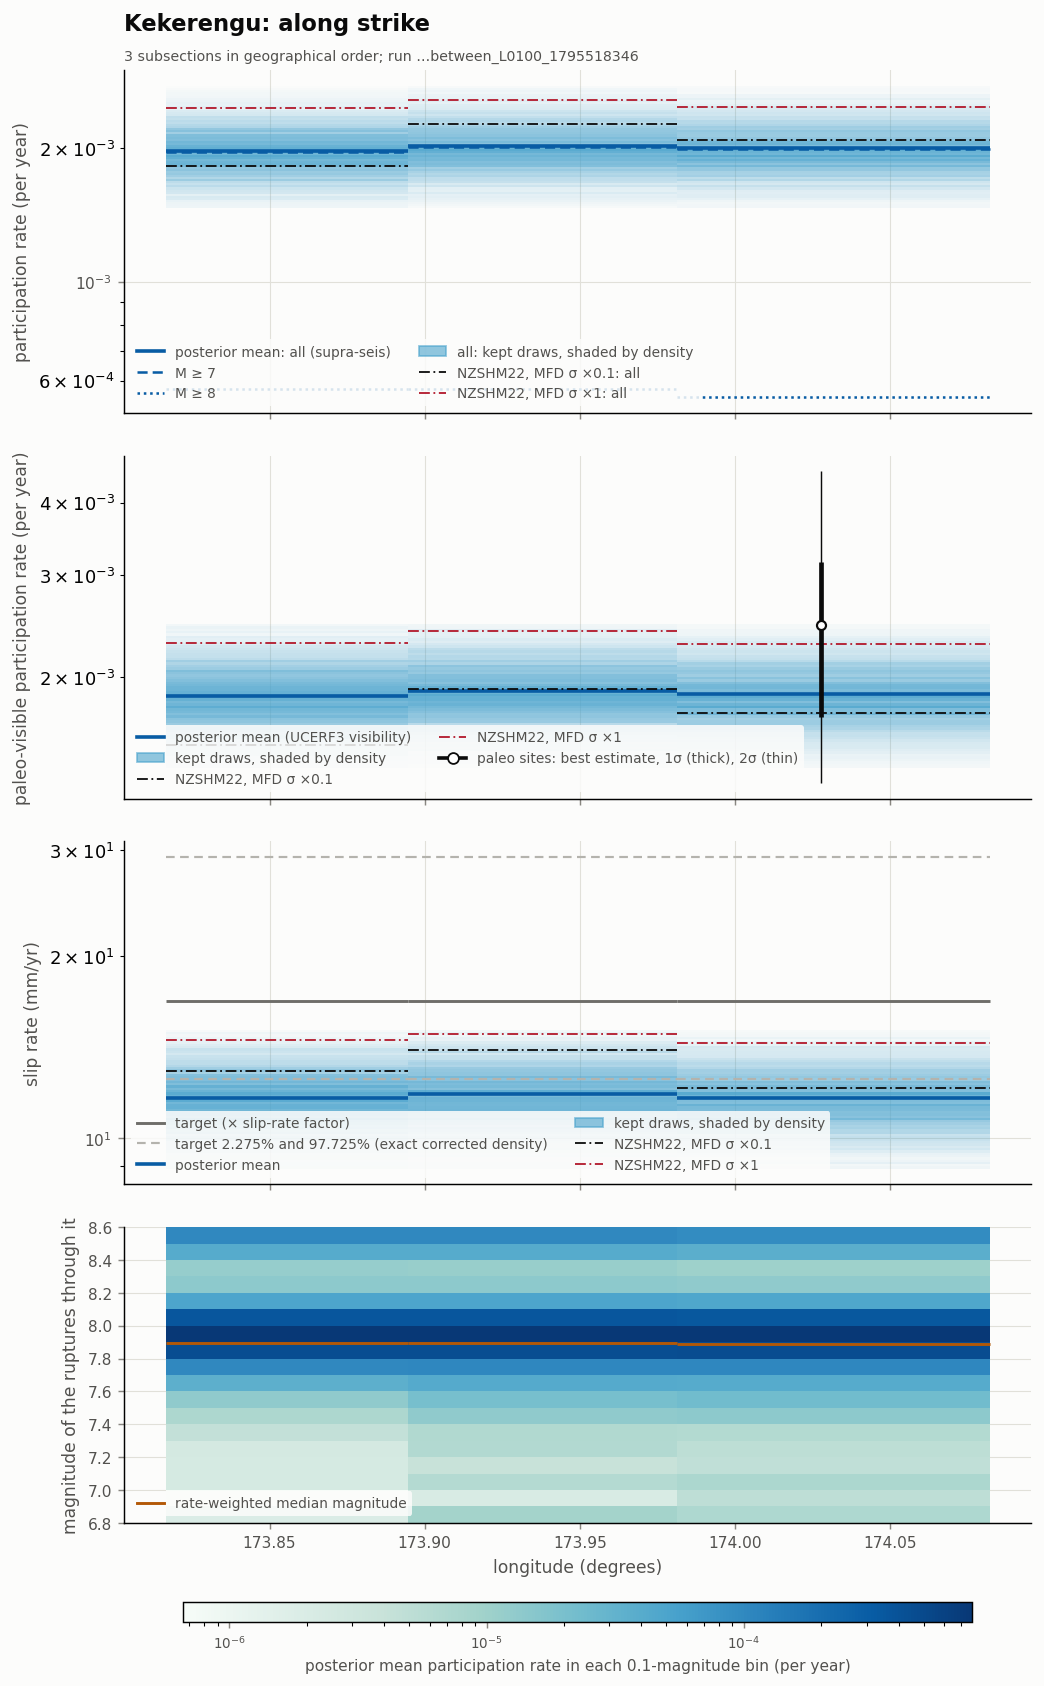 Kekerengu: along strike
3 subsections in geographical order; run ...between_L0100_1795518346
participation rate (per year)
2 × 10⁻³
10⁻³
6 × 10⁻⁴
posterior mean: all (supra-seis)
M ≥ 7
M ≥ 8
all: kept draws, shaded by density
NZSHM22, MFD σ ×0.1: all
NZSHM22, MFD σ ×1: all
paleo-visible participation rate (per year)
4 × 10⁻³
3 × 10⁻³
2 × 10⁻³
posterior mean (UCERF3 visibility)
kept draws, shaded by density
NZSHM22, MFD σ ×0.1
NZSHM22, MFD σ ×1
paleo sites: best estimate, 1σ (thick), 2σ (thin)
slip rate (mm/yr)
3 × 10¹
2 × 10¹
10¹
target (× slip-rate factor)
target 2.275% and 97.725% (exact corrected density)
posterior mean
kept draws, shaded by density
NZSHM22, MFD σ ×0.1
NZSHM22, MFD σ ×1
magnitude of the ruptures through it
8.6
8.4
8.2
8.0
7.8
7.6
7.4
7.2
7.0
6.8
rate-weighted median magnitude
173.85 173.90 173.95 174.00 174.05
longitude (degrees)
10⁻⁶ 10⁻⁵ 10⁻⁴
posterior mean participation rate in each 0.1-magnitude bin (per year)